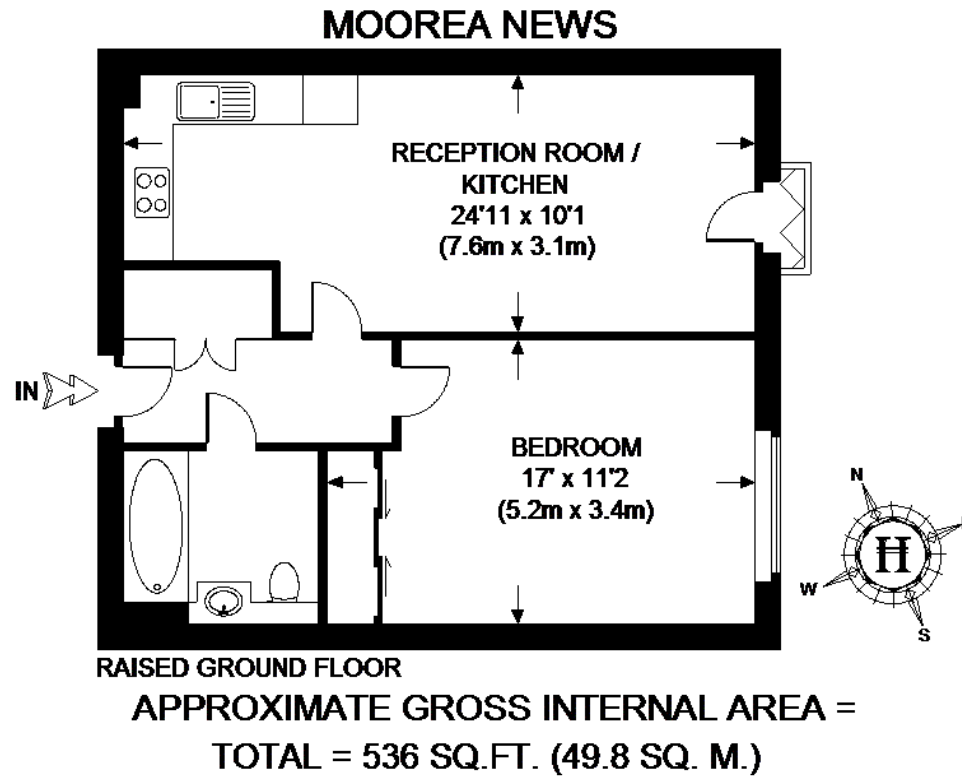 MOOREA NEWS
RECEPTION ROOM /
KITCHEN
24'11 x 10'1
(7.6m x 3.1m)
IN
BEDROOM
17' x 11'2
(5.2m x 3.4m)
N
W
H
S
RAISED GROUND FLOOR
APPROXIMATE GROSS INTERNAL AREA =
TOTAL = 536 SQ.FT. (49.8 SQ. M.)